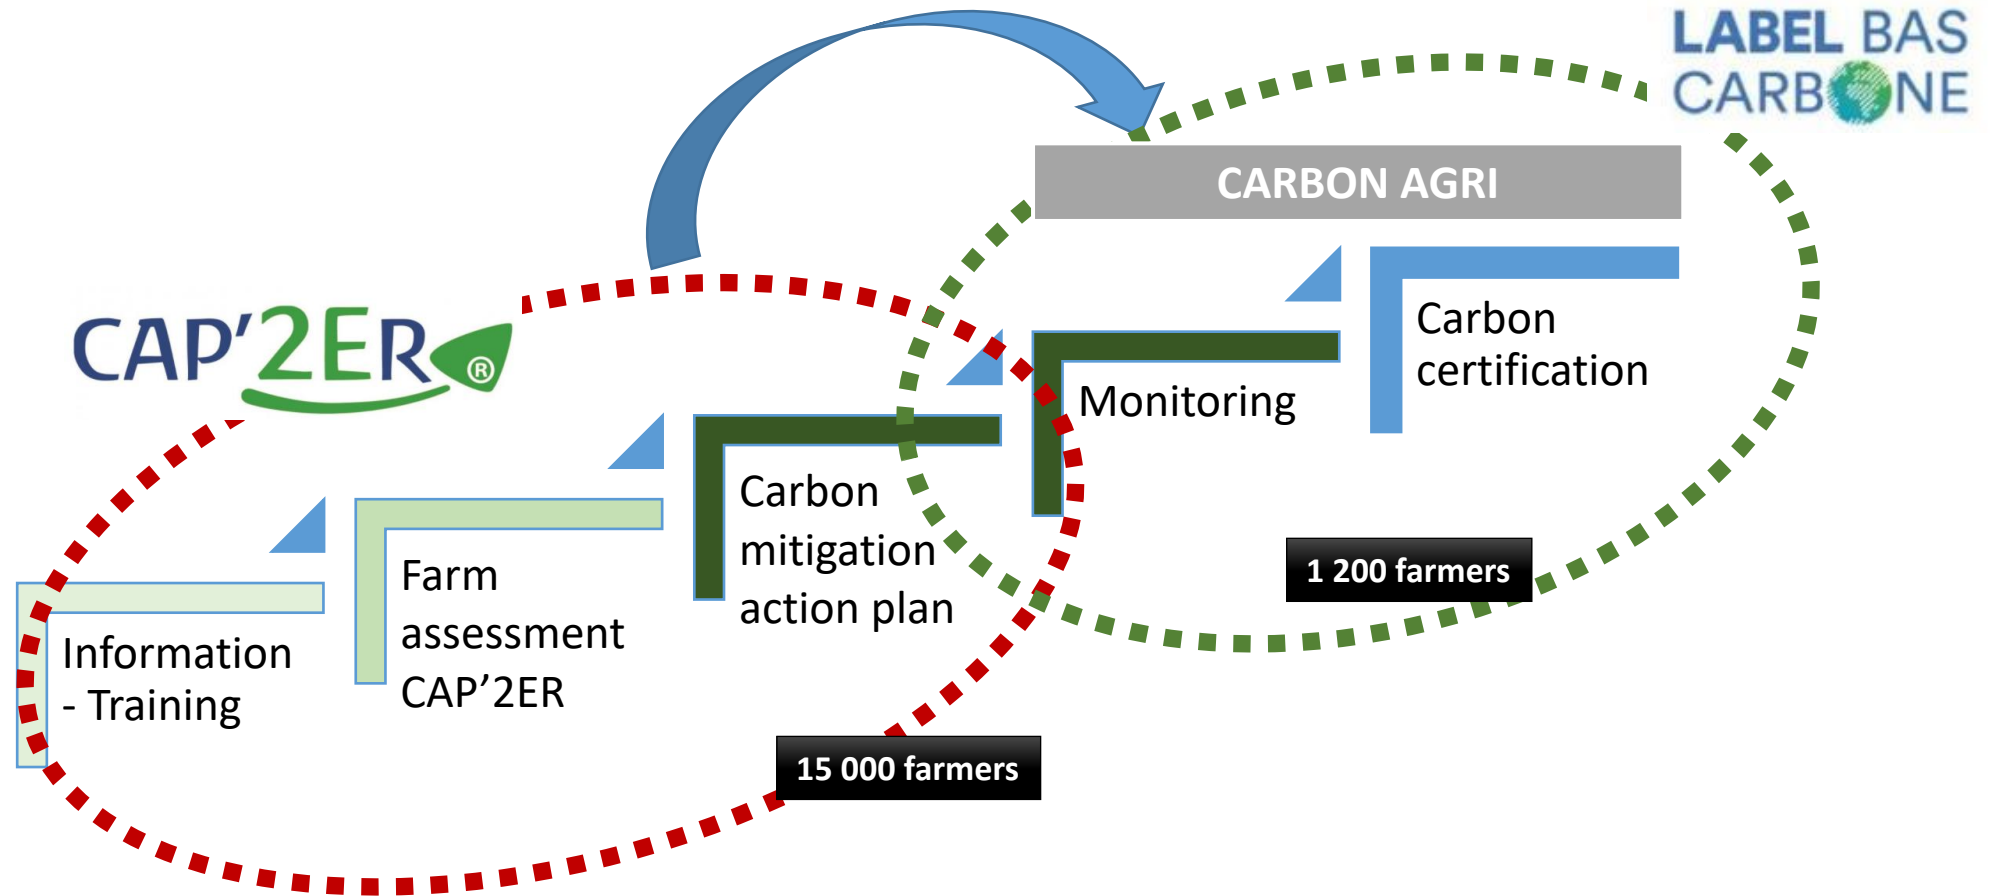 LABEL BAS
CARBONE
CARBON AGRI
CAP'2ER®
Carbon
certification
Monitoring
Carbon
mitigation
action plan
Farm
assessment
CAP’2ER
Information
- Training
1 200 farmers
15 000 farmers